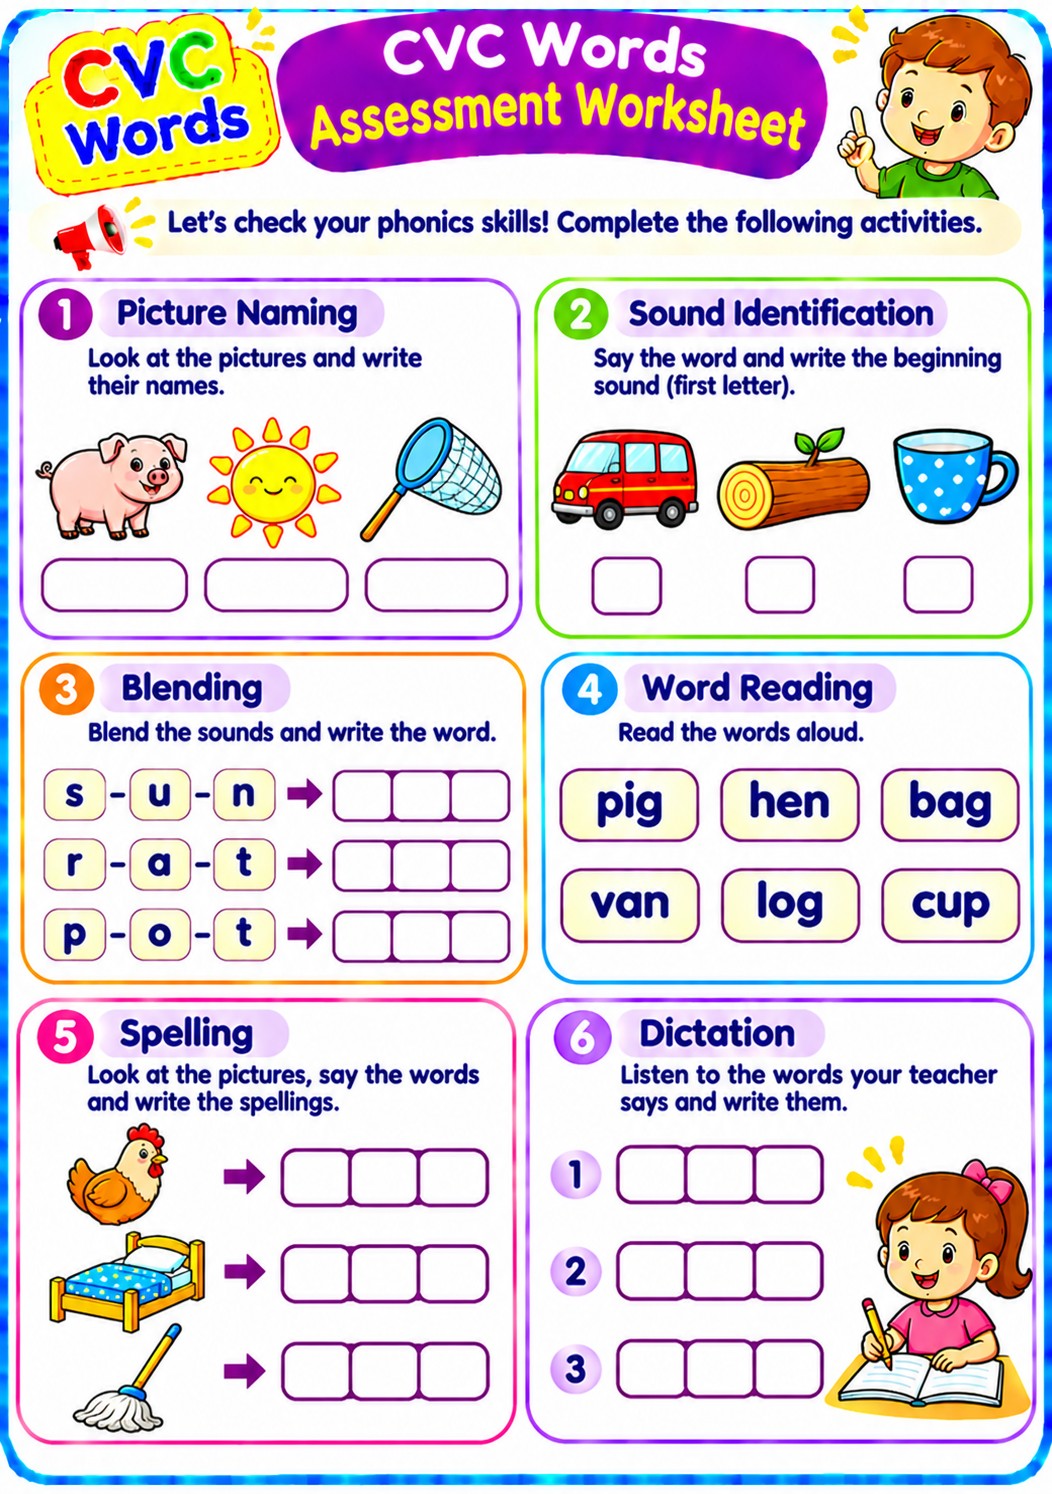 CVC
Words
CVC Words
Assessment Worksheet
Let's check your phonics skills! Complete the following activities.
1 Picture Naming
Look at the pictures and write
their names.
2 Sound Identification
Say the word and write the beginning
sound (first letter).
3 Blending
Blend the sounds and write the word.
s - u - n
r - a - t
p - o - t
4 Word Reading
Read the words aloud.
pig hen bag
van log cup
5 Spelling
Look at the pictures, say the words
and write the spellings.
6 Dictation
Listen to the words your teacher
says and write them.
1
2
3